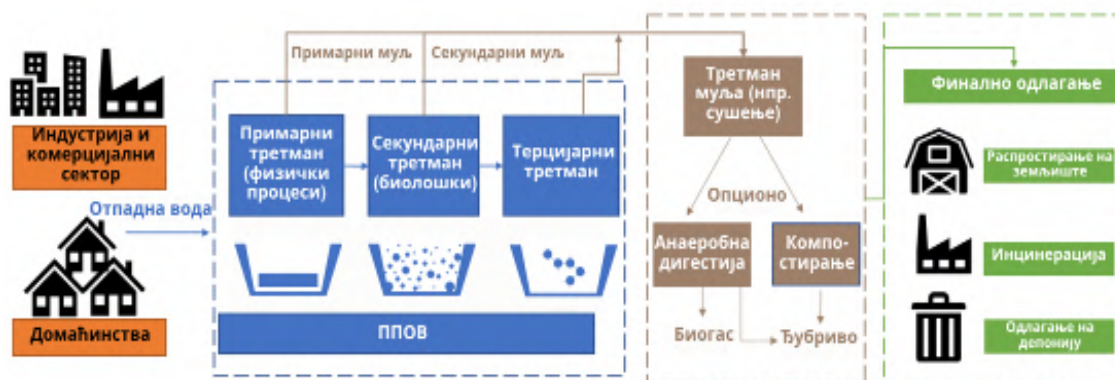 Индустрија и
комерцијални
сектор
Отпадна вода
Домаћинства
Примарни муљ
Секундарни муљ
Примарни
третман
(физички
процеси)
Секундарни
третман
(биолошки)
Терцијарни
третман
ППОВ
Третман
муља (нпр.
сушење)
Опционо
Анаеробна
дигестија
Компо-
стирање
Биогас
Ђубриво
Финално одлагање
Распростирање на
земљиште
Инцинерација
Одлагање на
депонију